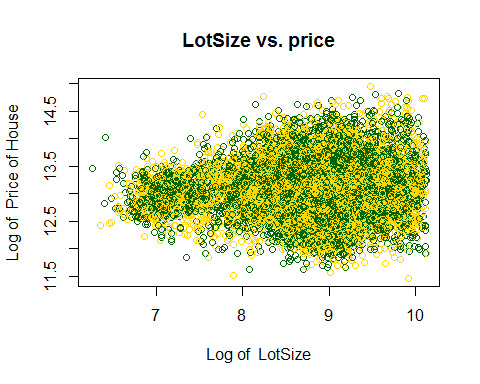 LotSize vs. price
Log of  Price of House
14.5
13.5
12.5
11.5
7 8 9 10
Log of  LotSize